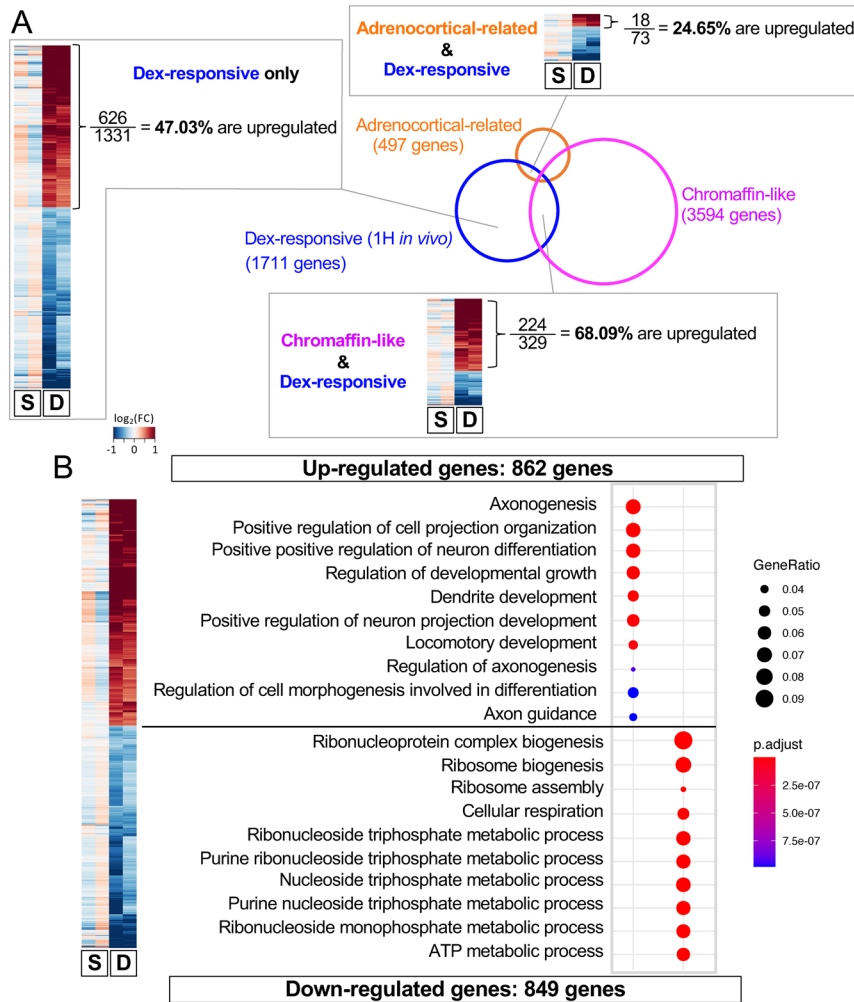 A
Dex-responsive only
626
1331
= 47.03% are upregulated
S D
log2(FC)
-1 0 1
Adrenocortical-related
&
Dex-responsive
S D
18
73
= 24.65% are upregulated
Adrenocortical-related
(497 genes)
Chromaffin-like
(3594 genes)
Dex-responsive (1H in vivo)
(1711 genes)
Chromaffin-like
&
Dex-responsive
S D
224
329
= 68.09% are upregulated
B
Up-regulated genes: 862 genes
Axonogenesis
Positive regulation of cell projection organization
Positive positive regulation of neuron differentiation
Regulation of developmental growth
Dendrite development
Positive regulation of neuron projection development
Locomotory development
Regulation of axonogenesis
Regulation of cell morphogenesis involved in differentiation
Axon guidance
Ribonucleoprotein complex biogenesis
Ribosome biogenesis
Ribosome assembly
Cellular respiration
Ribonucleoside triphosphate metabolic process
Purine ribonucleoside triphosphate metabolic process
Nucleoside triphosphate metabolic process
Purine nucleoside triphosphate metabolic process
Ribonucleoside monophosphate metabolic process
ATP metabolic process
S D
Down-regulated genes: 849 genes
GeneRatio
0.04
0.05
0.06
0.07
0.08
0.09
p.adjust
2.5e-07
5.0e-07
7.5e-07